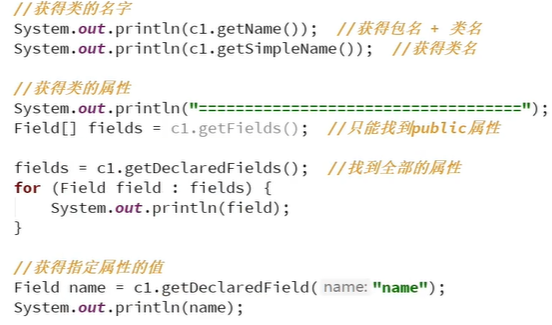 //获得类的名字
System.out.println(c1.getName());  //获得包名 + 类名
System.out.println(c1.getSimpleName());  //获得类名
//获得类的属性
System.out.println("===================================");
Field[] fields = c1.getFields();  //只能找到public属性
fields = c1.getDeclaredFields();  //找到全部的属性
for (Field field : fields) {
    System.out.println(field);
}
//获得指定属性的值
Field name = c1.getDeclaredField( name: "name");
System.out.println(name);